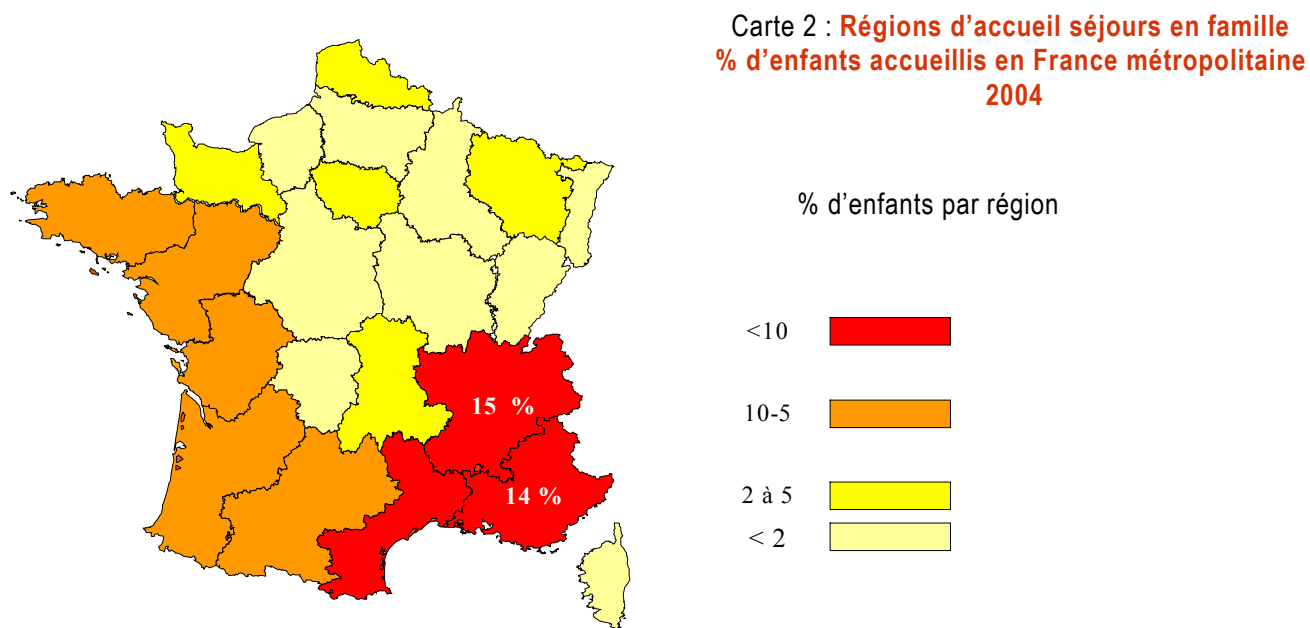 Carte 2 : Régions d’accueil séjours en famille
% d’enfants accueillis en France métropolitaine
2004
% d’enfants par région
<10
10-5
2 à 5
< 2
15 %
14 %